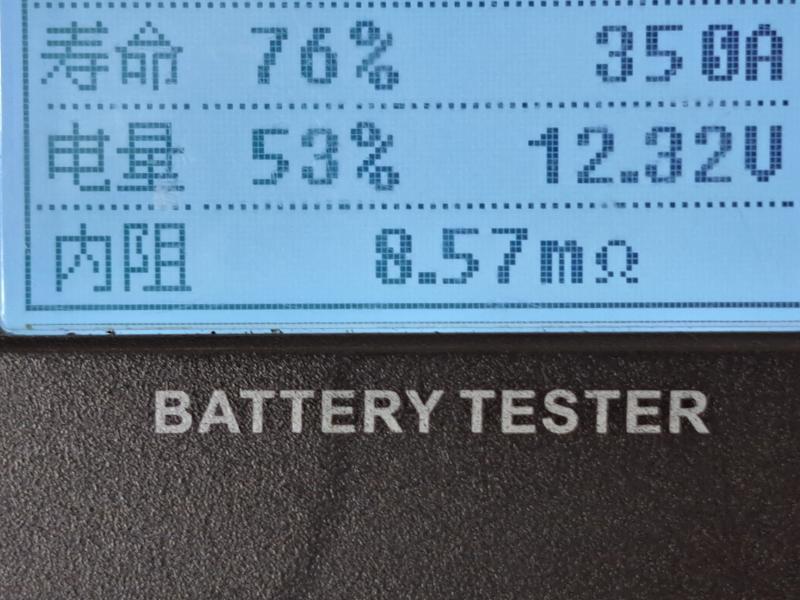 寿命 76% 350A
电量 53% 12.32V
内阻 8.57mΩ
BATTERY TESTER